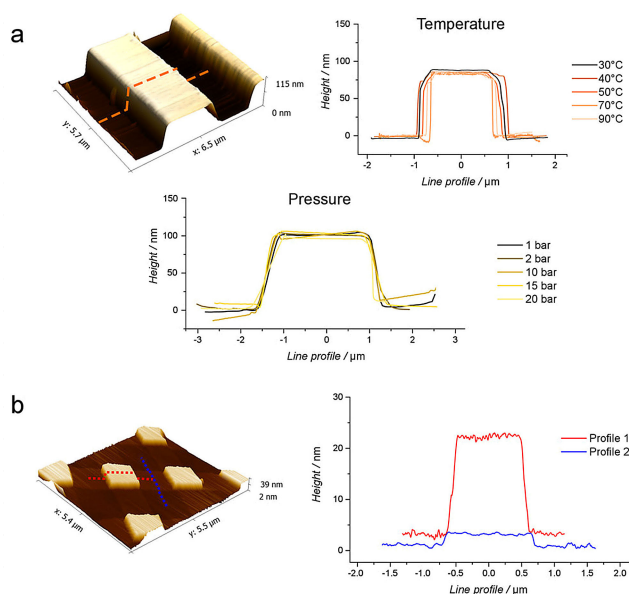 a
115 nm
0 nm
y: 5.7 µm
x: 6.5 µm
Temperature
Height / nm
150
100
50
0
-2 -1 0 1 2
Line profile / µm
30°C
40°C
50°C
70°C
90°C
Pressure
Height / nm
150
100
50
0
-3 -2 -1 0 1 2 3
Line profile / µm
1 bar
2 bar
10 bar
15 bar
20 bar
b
39 nm
2 nm
x: 5.4 µm
y: 5.5 µm
Height / nm
30
20
10
0
-2.0 -1.5 -1.0 -0.5 0.0 0.5 1.0 1.5 2.0
Line profile / µm
Profile 1
Profile 2